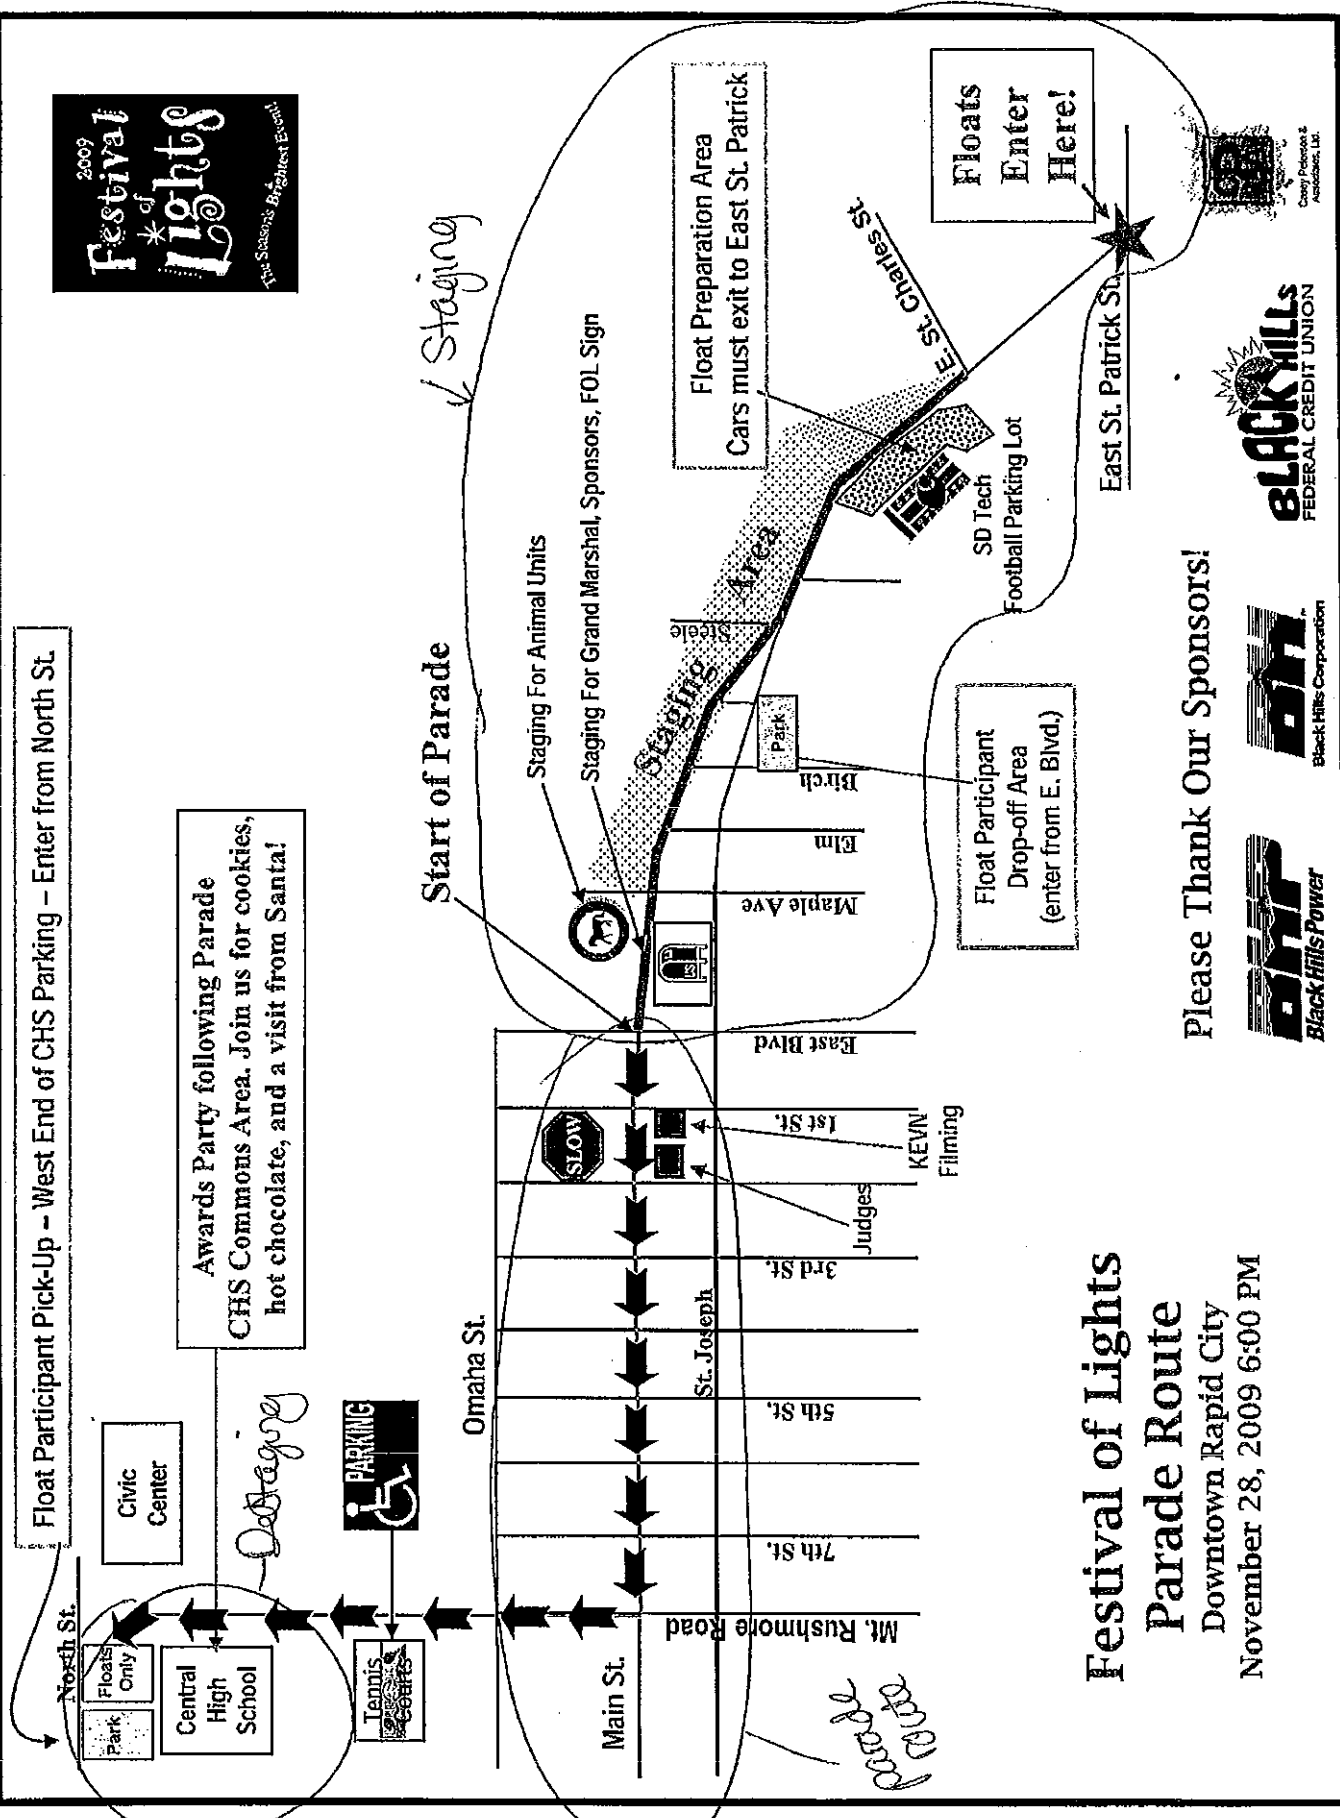 Float Participant Pick-Up – West End of CHS Parking – Enter from North St.
2009
Festival
of
Lights
The Season's Brightest Event!
Awards Party following Parade
CHS Commons Area. Join us for cookies,
hot chocolate, and a visit from Santa!
Civic
Center
North St.
Floats
Only
Park
Central
High
School
Destaging
PARKING
Tennis
Courts
Omaha St.
Main St.
St. Joseph
Mt. Rushmore Road
7th St.
5th St.
3rd St.
1st St.
East Blvd
Maple Ave
Elm
Birch
Steele
SLOW
Judges
KEVN
Filming
parade
route
Start of Parade
Staging
Staging For Animal Units
Staging For Grand Marshal, Sponsors, FOL Sign
Staging Area
Park
Float Participant
Drop-off Area
(enter from E. Blvd.)
Float Preparation Area
Cars must exit to East St. Patrick
SD Tech
Football Parking Lot
E. St. Charles St.
East St. Patrick St.
Floats
Enter
Here!
Festival of Lights
Parade Route
Downtown Rapid City
November 28, 2009 6:00 PM
Please Thank Our Sponsors!
bhp
Black Hills Power
Black Hills Corporation
BLACK HILLS
FEDERAL CREDIT UNION
Casey Peterson &
Associates, Ltd.